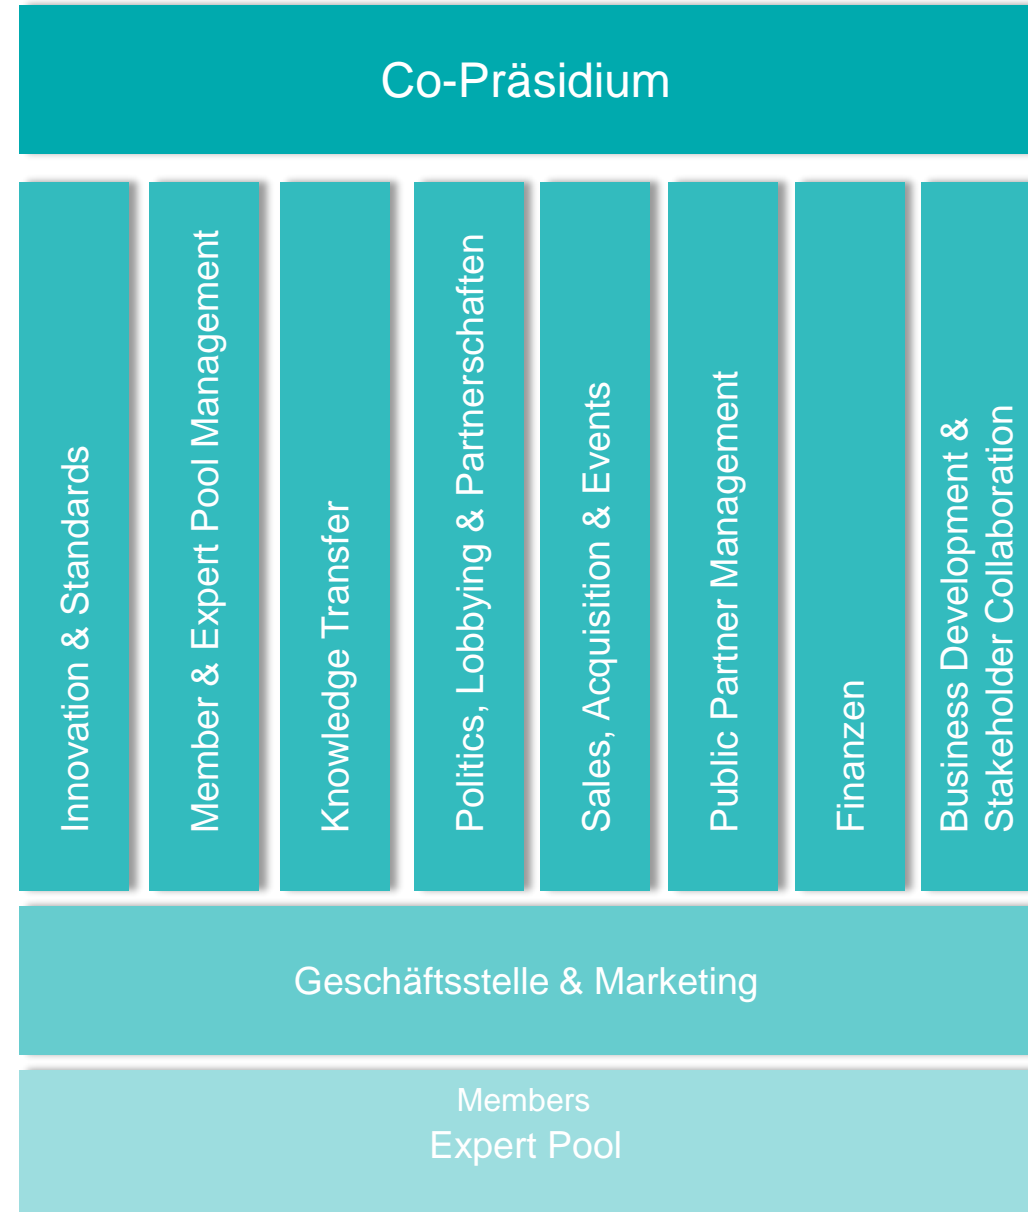 Co-Präsidium
Innovation & Standards
Member & Expert Pool Management
Knowledge Transfer
Politics, Lobbying & Partnerschaften
Sales, Acquisition & Events
Public Partner Management
Finanzen
Business Development &
Stakeholder Collaboration
Geschäftsstelle & Marketing
Members
Expert Pool